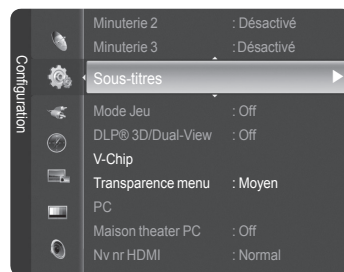 Configuration
Minuterie 2 : Désactivé
Minuterie 3 : Désactivé
Sous-titres
Mode Jeu : Off
DLP® 3D/Dual-View : Off
V-Chip
Transparence menu : Moyen
PC
Maison theater PC : Off
Nv nr HDMI : Normal